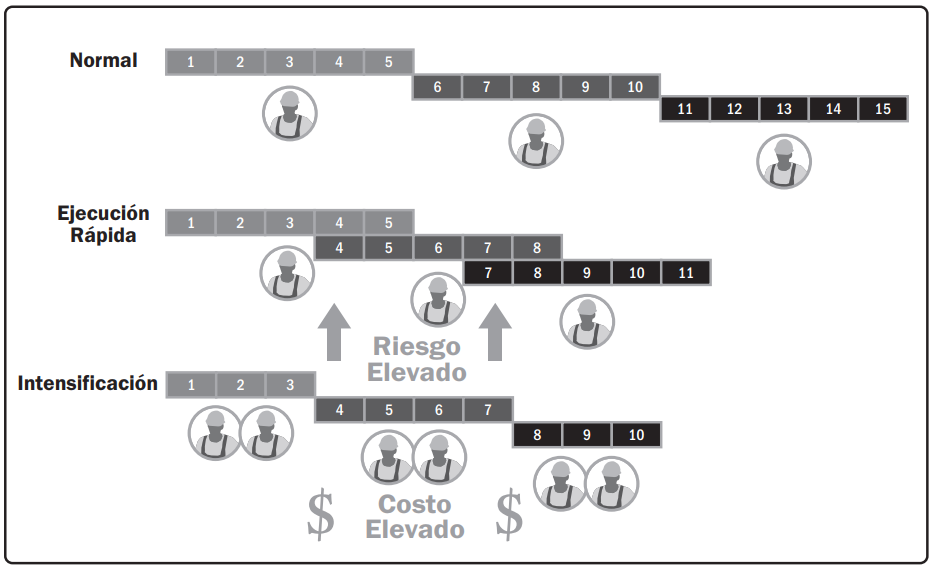 Normal
1 2 3 4 5
6 7 8 9 10
11 12 13 14 15
Ejecución
Rápida
1 2 3 4 5
4 5 6 7 8
7 8 9 10 11
Riesgo
Elevado
Intensificación
1 2 3
4 5 6 7
8 9 10
$ Costo $
Elevado